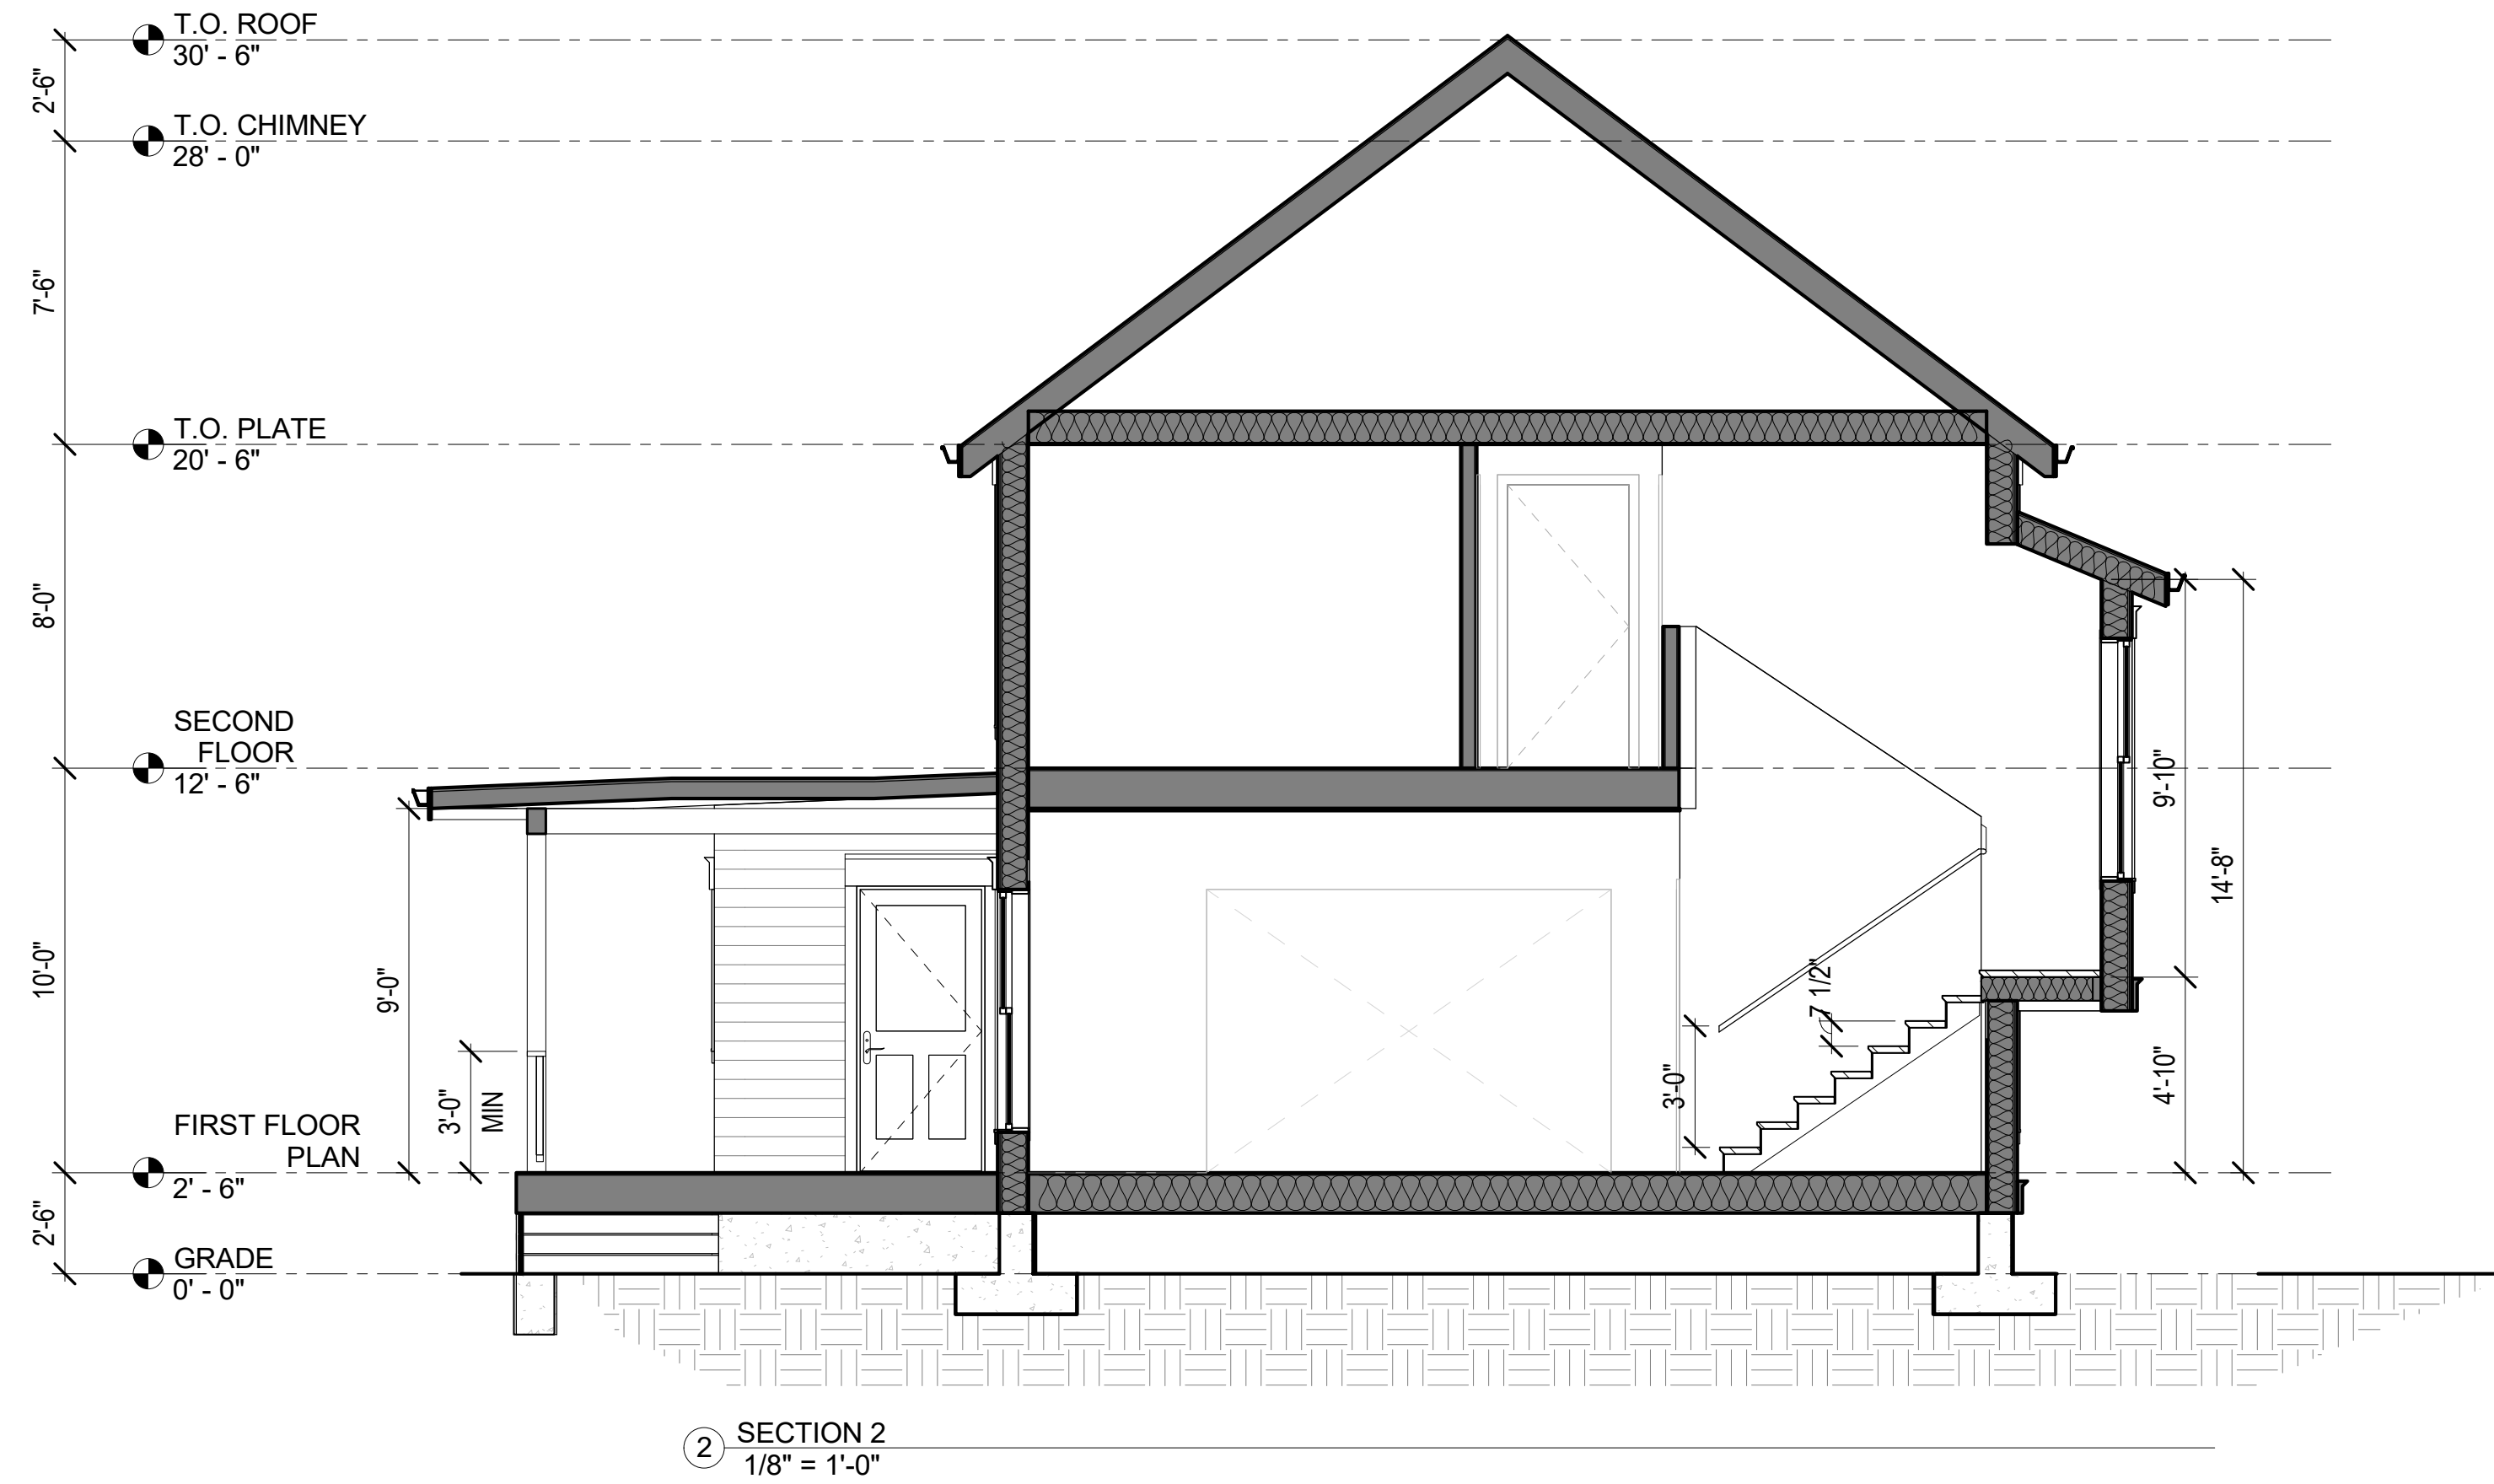 T.O. ROOF
30' - 6"
2'-6"
T.O. CHIMNEY
28' - 0"
7'-6"
T.O. PLATE
20' - 6"
8'-0"
SECOND
FLOOR
12' - 6"
9'-10"
14'-8"
10'-0"
9'-0"
7 1/2"
3'-0"
MIN
3'-0"
4'-10"
FIRST FLOOR
PLAN
2' - 6"
2'-6"
GRADE
0' - 0"
2
SECTION 2
1/8" = 1'-0"